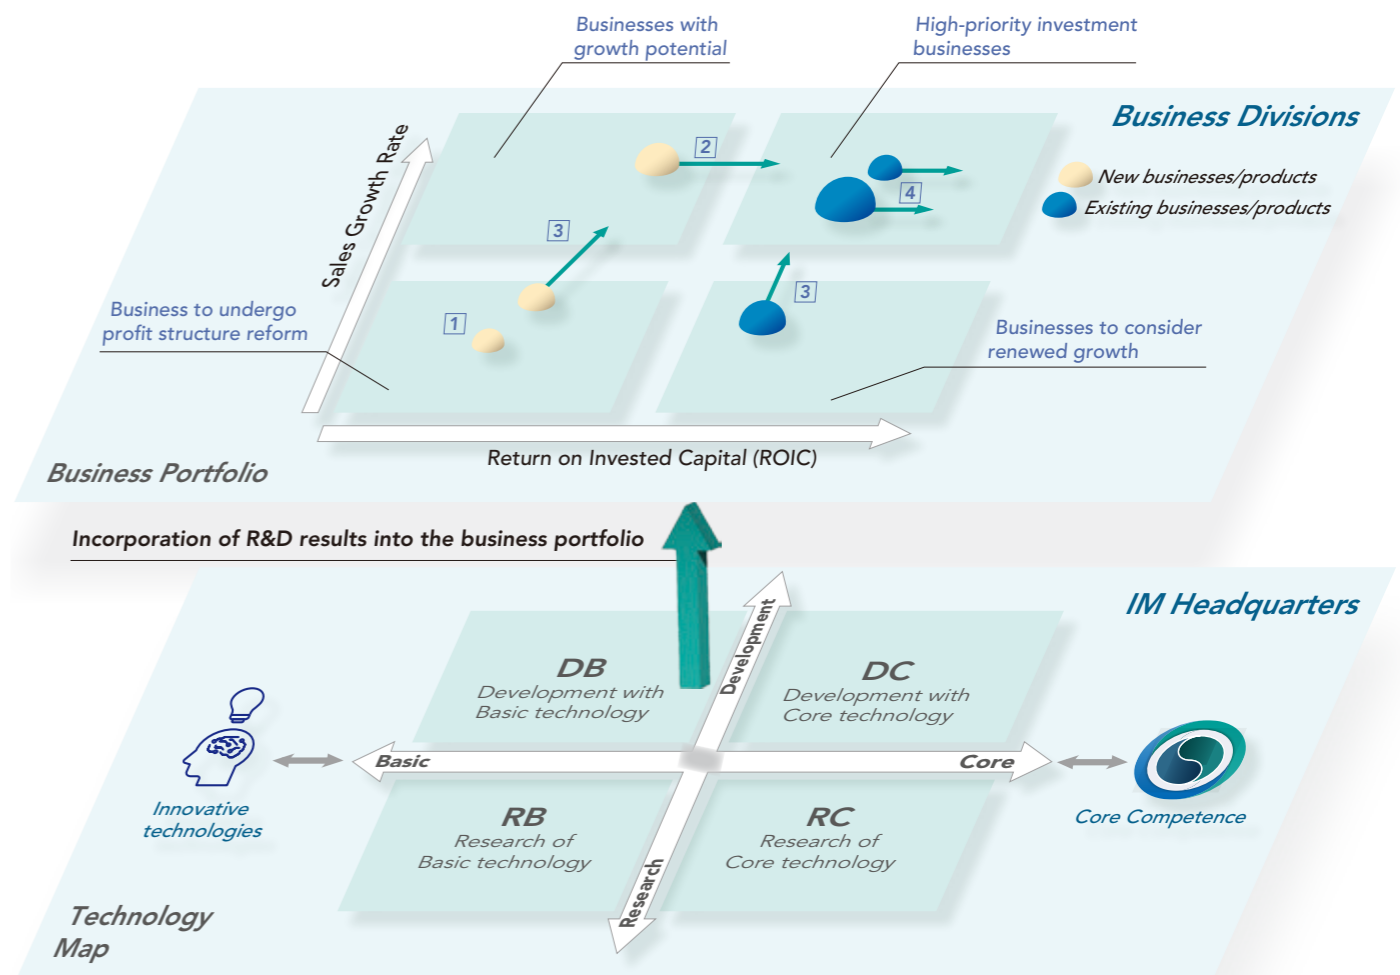 Businesses with
growth potential
High-priority investment
businesses
Business Divisions
Sales Growth Rate
2
New businesses/products
4
Existing businesses/products
3
3
1
Business to undergo
profit structure reform
Businesses to consider
renewed growth
Return on Invested Capital (ROIC)
Business Portfolio
Incorporation of R&D results into the business portfolio
IM Headquarters
Development
DB
Development with
Basic technology
DC
Development with
Core technology
Basic
Core
Innovative
technologies
Core Competence
RB
Research of
Basic technology
RC
Research of
Core technology
Research
Technology
Map